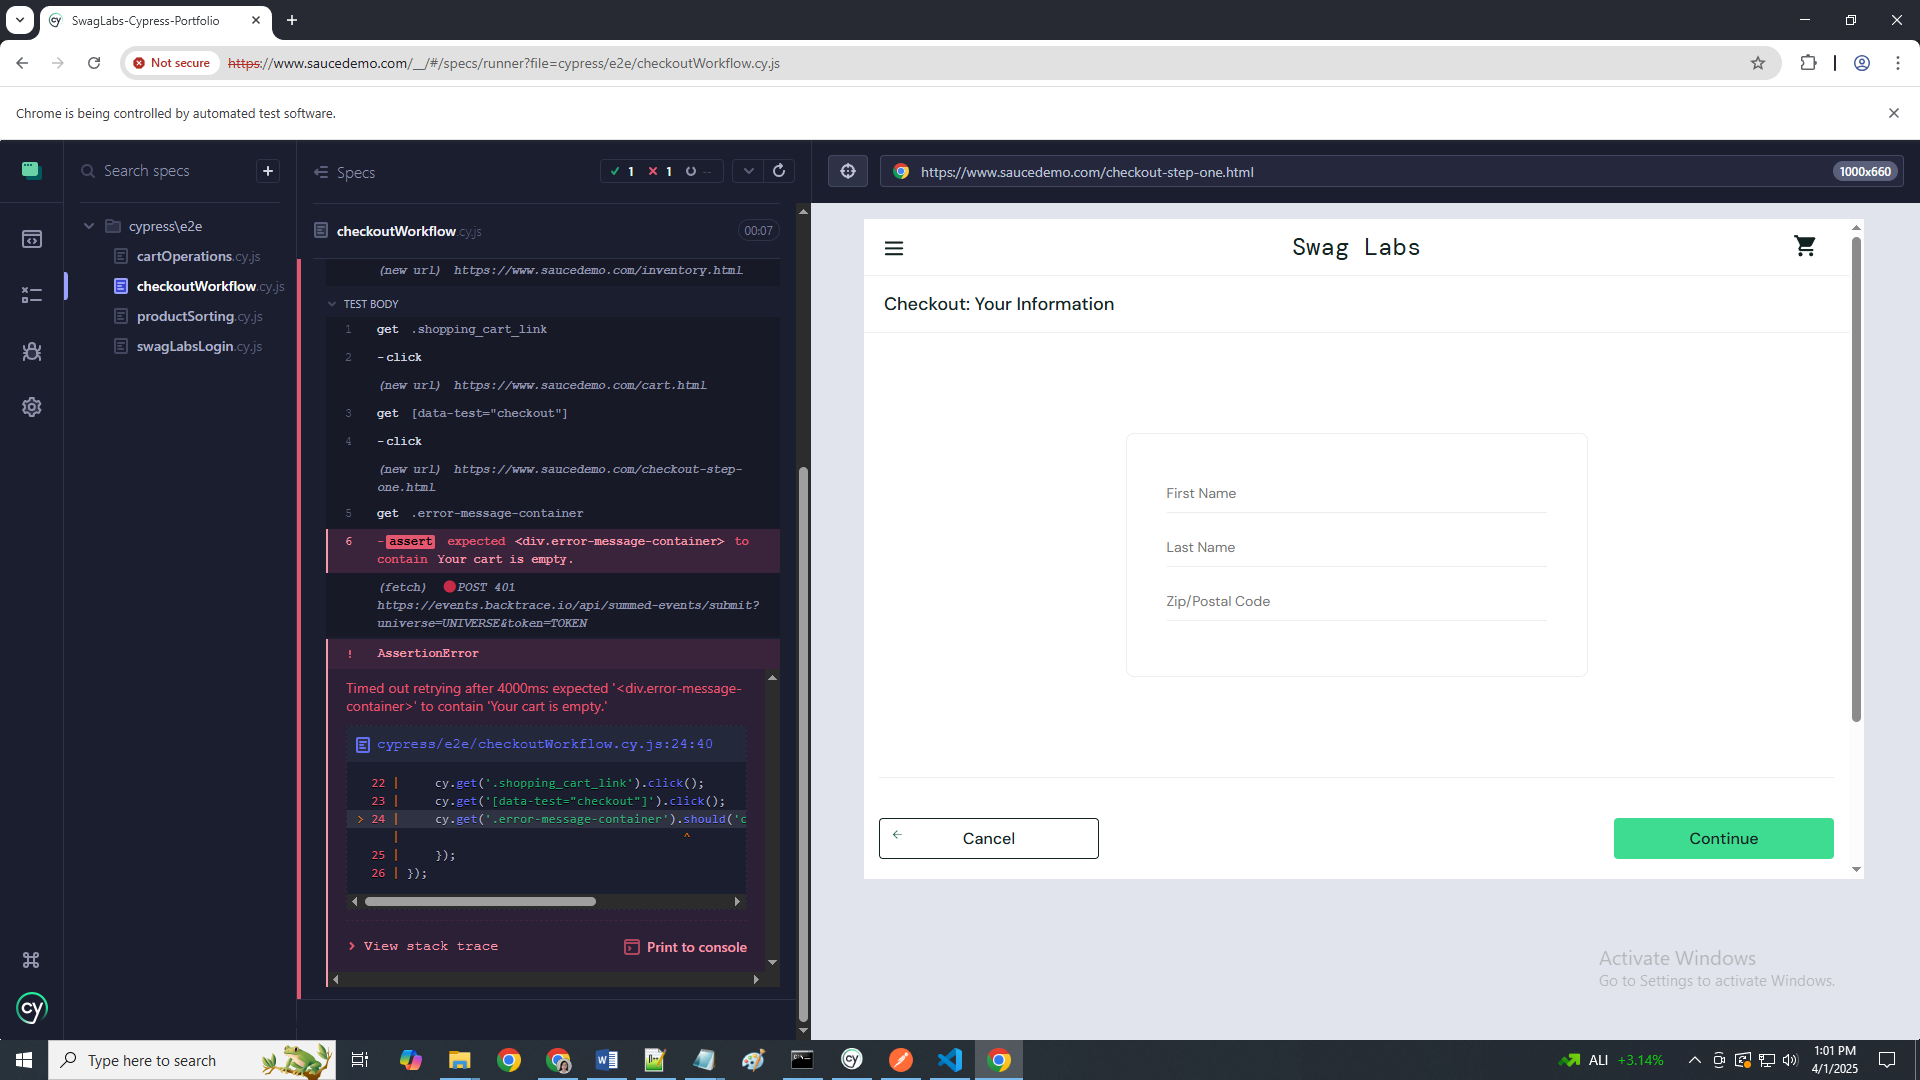 SwagLabs-Cypress-Portfolio
Not secure
https://www.saucedemo.com/__/#/specs/runner?file=cypress/e2e/checkoutWorkflow.cy.js
Chrome is being controlled by automated test software.
Search specs
cypress\e2e
cartOperations.cy.js
checkoutWorkflow.cy.js
productSorting.cy.js
swagLabsLogin.cy.js
Specs
1
1
--
checkoutWorkflow.cy.js
00:07
(new url) https://www.saucedemo.com/inventory.html
TEST BODY
1 get .shopping_cart_link
2 -click
(new url) https://www.saucedemo.com/cart.html
3 get [data-test="checkout"]
4 -click
(new url) https://www.saucedemo.com/checkout-step-
one.html
5 get .error-message-container
6 -assert expected <div.error-message-container> to
contain Your cart is empty.
(fetch) POST 401
https://events.backtrace.io/api/summed-events/submit?
universe=UNIVERSE&token=TOKEN
! AssertionError
Timed out retrying after 4000ms: expected '<div.error-message-
container>' to contain 'Your cart is empty.'
cypress/e2e/checkoutWorkflow.cy.js:24:40
22 | cy.get('.shopping_cart_link').click();
23 | cy.get('[data-test="checkout"]').click();
> 24 | cy.get('.error-message-container').should('c
| ^
25 | });
26 | });
View stack trace
Print to console
cy
https://www.saucedemo.com/checkout-step-one.html
1000x660
Swag Labs
Checkout: Your Information
First Name
Last Name
Zip/Postal Code
Cancel
Continue
Activate Windows
Go to Settings to activate Windows.
Type here to search
ALI +3.14%
1:01 PM
4/1/2025